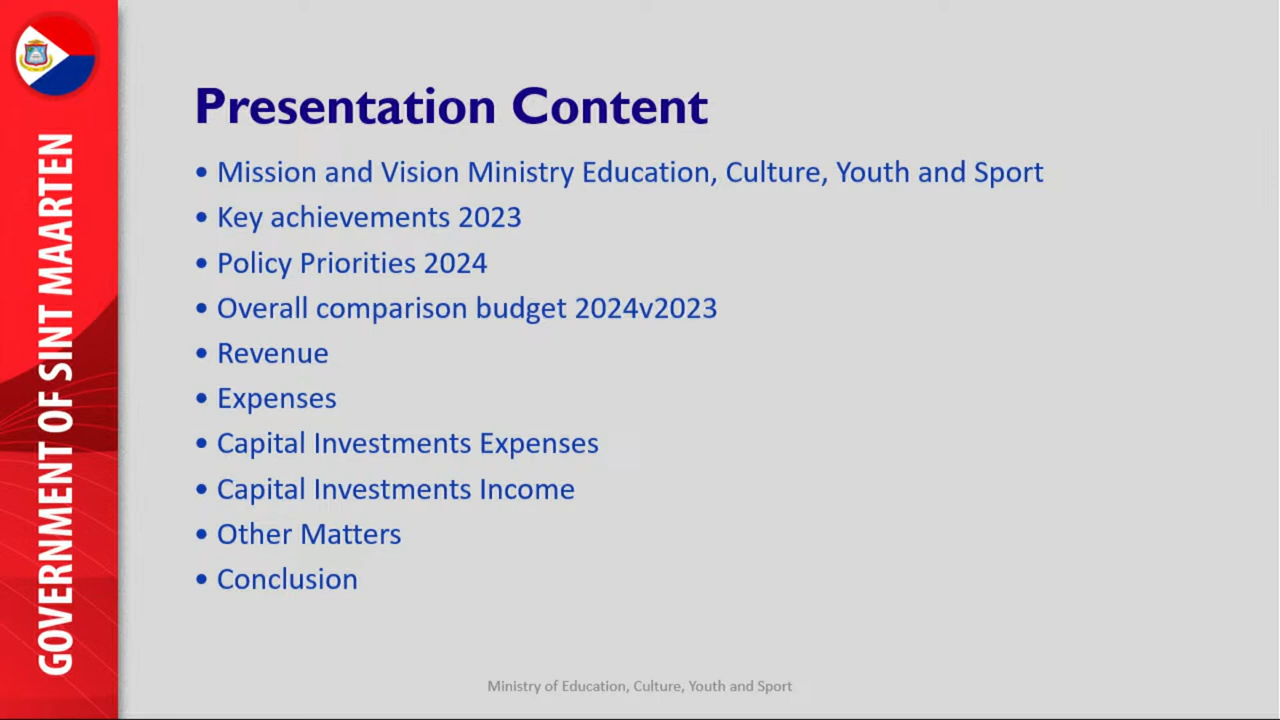 GOVERNMENT OF SINT MAARTEN
Presentation Content
• Mission and Vision Ministry Education, Culture, Youth and Sport
• Key achievements 2023
• Policy Priorities 2024
• Overall comparison budget 2024v2023
• Revenue
• Expenses
• Capital Investments Expenses
• Capital Investments Income
• Other Matters
• Conclusion
Ministry of Education, Culture, Youth and Sport